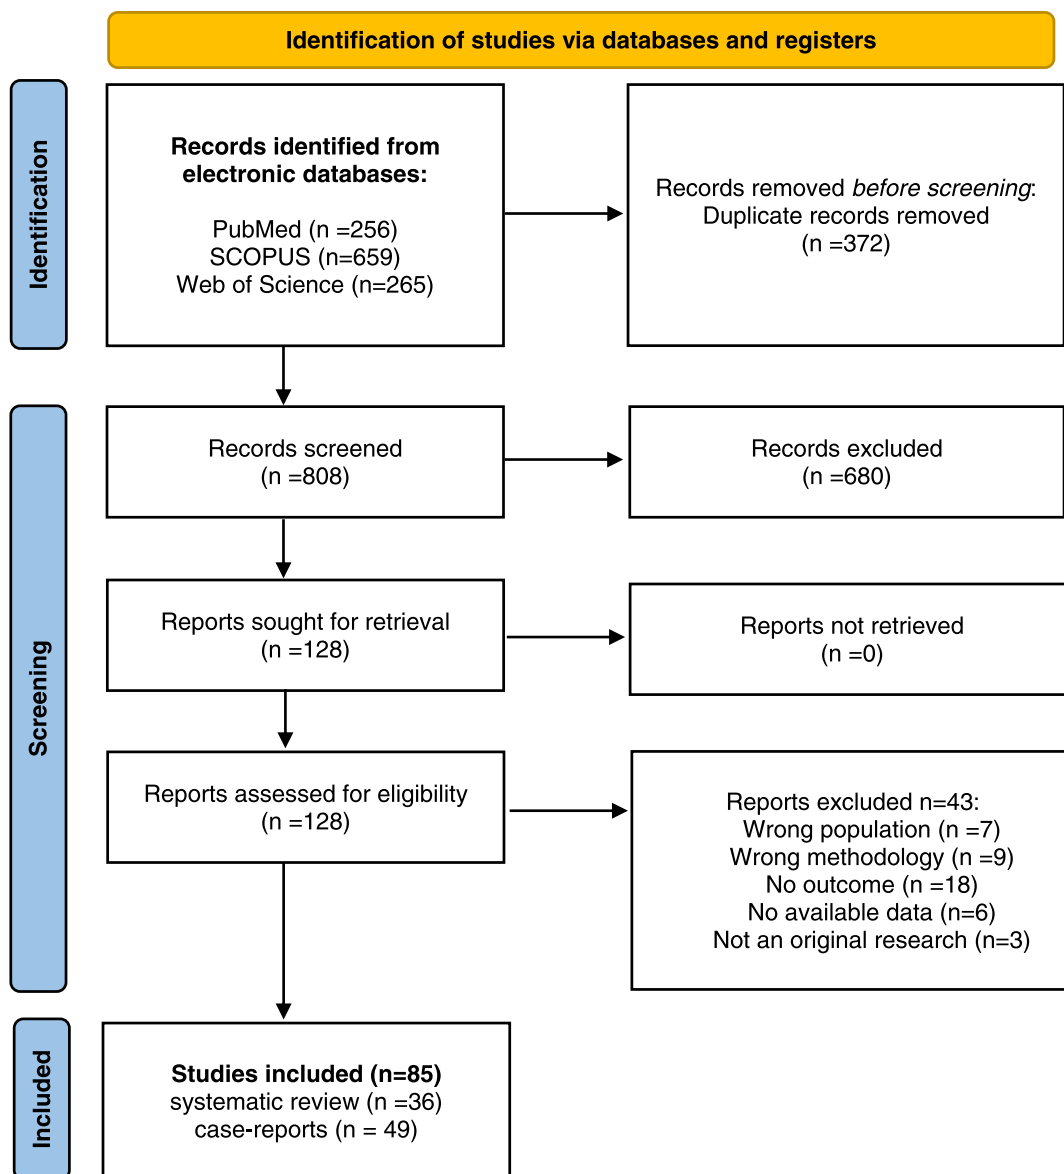 Identification of studies via databases and registers
Identification
Records identified from
electronic databases:
PubMed (n =256)
SCOPUS (n=659)
Web of Science (n=265)
Records removed before screening:
Duplicate records removed
(n =372)
Screening
Records screened
(n =808)
Records excluded
(n =680)
Reports sought for retrieval
(n =128)
Reports not retrieved
(n =0)
Reports assessed for eligibility
(n =128)
Reports excluded n=43:
Wrong population (n =7)
Wrong methodology (n =9)
No outcome (n =18)
No available data (n=6)
Not an original research (n=3)
Included
Studies included (n=85)
systematic review (n =36)
case-reports (n = 49)